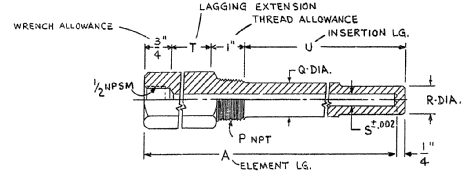 LAGGING EXTENSION
WRENCH ALLOWANCE
THREAD ALLOWANCE
INSERTION LG.
3/4"
T
1"
U
1/2 NPSM
Q. DIA.
R. DIA.
S±.002
P NPT
A
ELEMENT LG.
1/4"